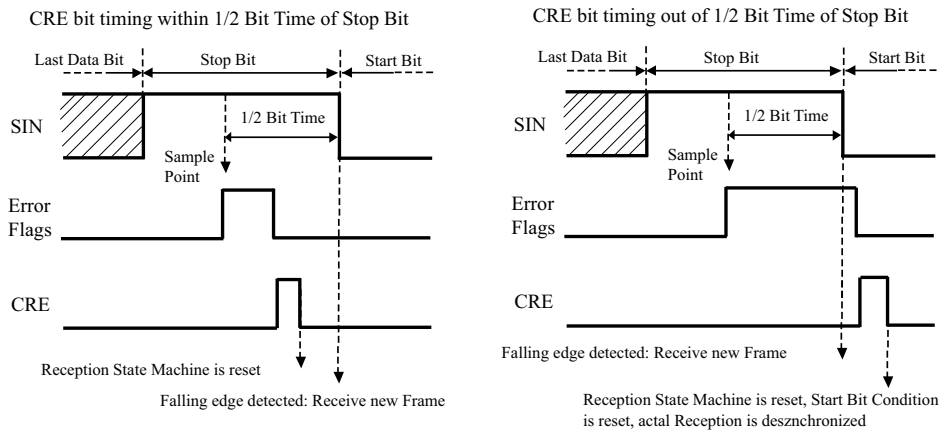 CRE bit timing within 1/2 Bit Time of Stop Bit
Last Data Bit
Stop Bit
Start Bit
SIN
1/2 Bit Time
Sample
Point
Error
Flags
CRE
Reception State Machine is reset
Falling edge detected: Receive new Frame
CRE bit timing out of 1/2 Bit Time of Stop Bit
Last Data Bit
Stop Bit
Start Bit
SIN
1/2 Bit Time
Sample
Point
Error
Flags
CRE
Falling edge detected: Receive new Frame
Reception State Machine is reset, Start Bit Condition
is reset, actal Reception is desznchronized